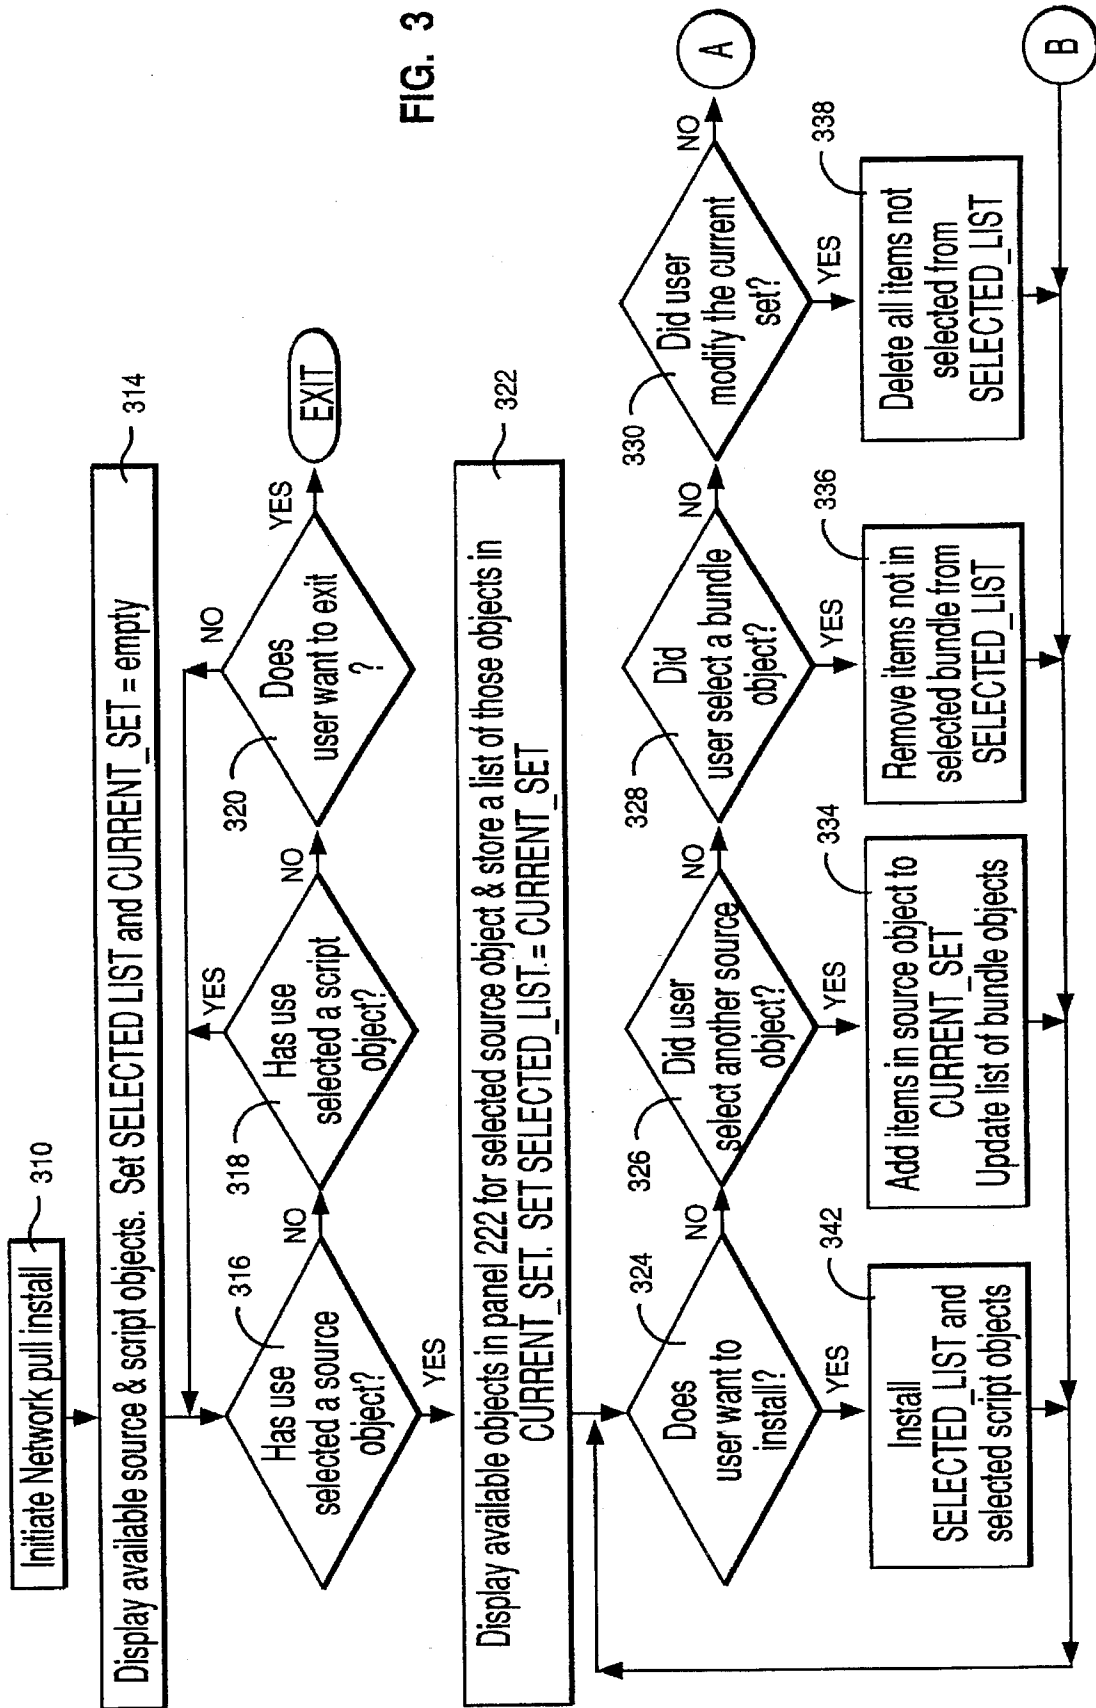 Initiate Network pull install
310
Display available source & script objects. Set SELECTED LIST and CURRENT_SET = empty
314
Has use
selected a source
object?
316
NO
YES
Has use
selected a script
object?
318
YES
NO
Does
user want to exit
?
320
NO
YES
EXIT
Display available objects in panel 222 for selected source object & store a list of those objects in
CURRENT_SET. SET SELECTED_LIST. = CURRENT_SET
322
Does
user want to
install?
324
NO
YES
Did user
select another source
object?
326
NO
YES
Did
user select a bundle
object?
328
NO
YES
Did user
modify the current
set?
330
NO
YES
A
Install
SELECTED_LIST and
selected script objects
342
Add items in source object to
CURRENT_SET
Update list of bundle objects
334
Remove items not in
selected bundle from
SELECTED_LIST
336
Delete all items not
selected from
SELECTED_LIST
338
B
FIG. 3